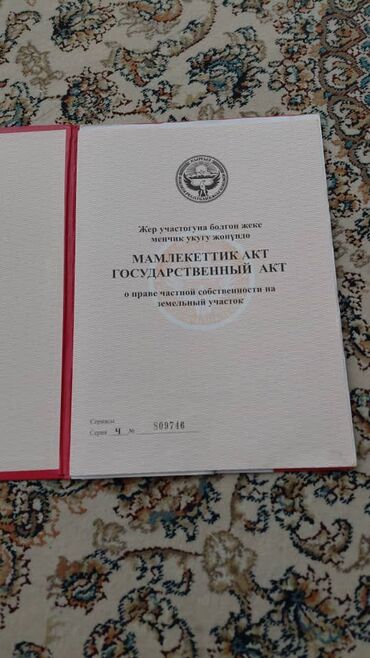 Жер участогуна болгон жеке
менчик укугу жөнүндө
МАМЛЕКЕТТИК АКТ
ГОСУДАРСТВЕННЫЙ АКТ
о праве частной собственности на
земельный участок
Сериясы
Серия Ч № 809746